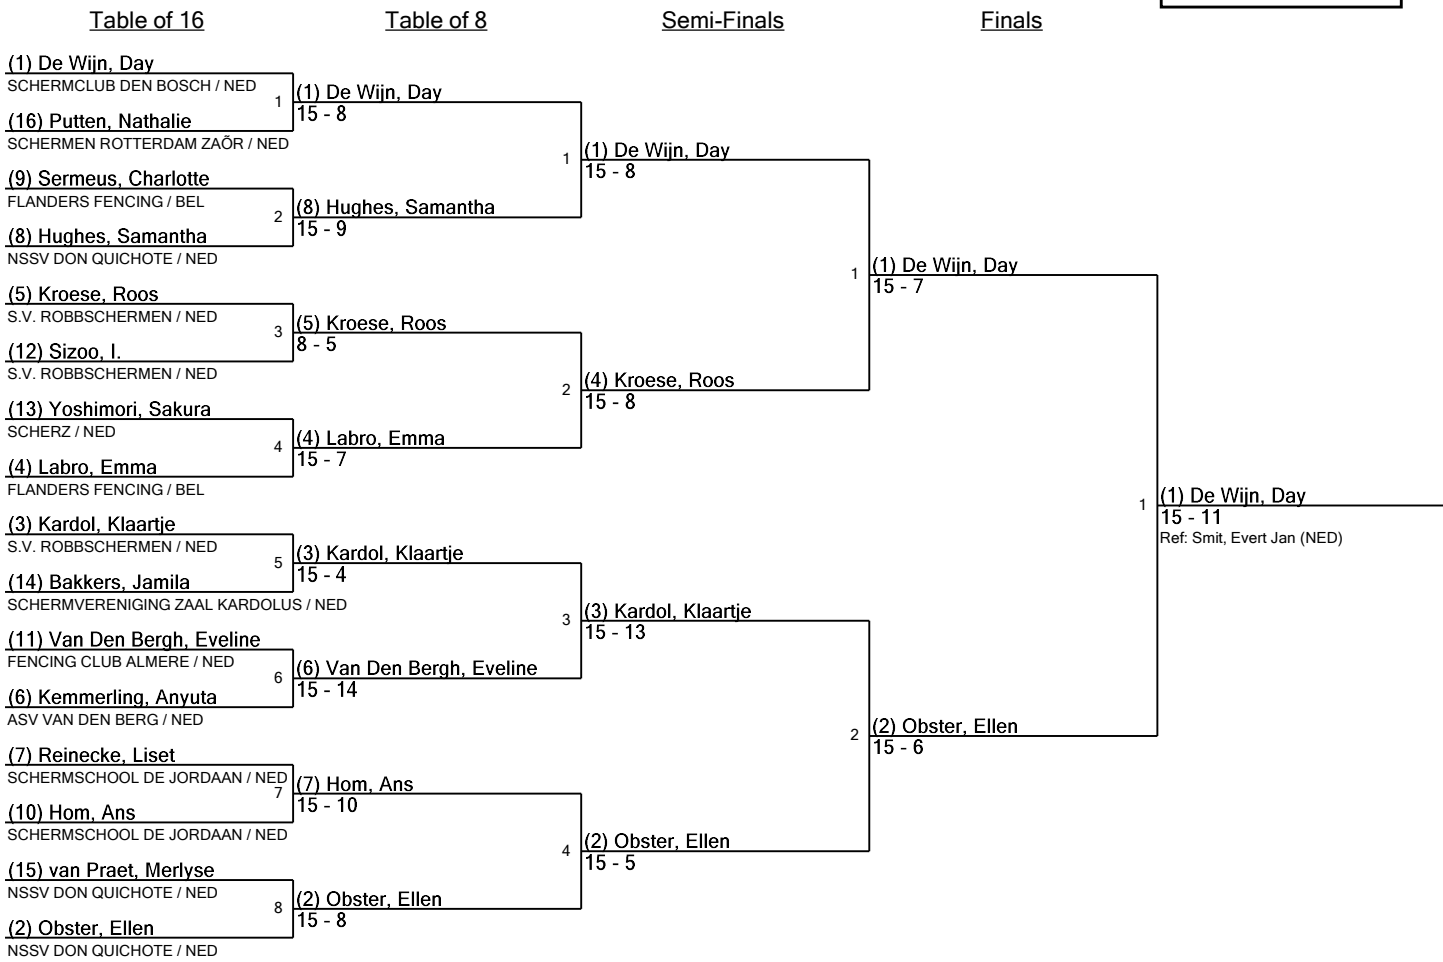 Table of 16
Table of 8
Semi-Finals
Finals
(1) De Wijn, Day
SCHERMCLUB DEN BOSCH / NED
1
(16) Putten, Nathalie
SCHERMEN ROTTERDAM ZAÕR / NED
(9) Sermeus, Charlotte
FLANDERS FENCING / BEL
2
(8) Hughes, Samantha
NSSV DON QUICHOTE / NED
(5) Kroese, Roos
S.V. ROBBSCHERMEN / NED
3
(12) Sizoo, I.
S.V. ROBBSCHERMEN / NED
(13) Yoshimori, Sakura
SCHERZ / NED
4
(4) Labro, Emma
FLANDERS FENCING / BEL
(3) Kardol, Klaartje
S.V. ROBBSCHERMEN / NED
5
(14) Bakkers, Jamila
SCHERMVERENIGING ZAAL KARDOLUS / NED
(11) Van Den Bergh, Eveline
FENCING CLUB ALMERE / NED
6
(6) Kemmerling, Anyuta
ASV VAN DEN BERG / NED
(7) Reinecke, Liset
SCHERMSCHOOL DE JORDAAN / NED
7
(10) Hom, Ans
SCHERMSCHOOL DE JORDAAN / NED
(15) van Praet, Merlyse
NSSV DON QUICHOTE / NED
8
(2) Obster, Ellen
NSSV DON QUICHOTE / NED
(1) De Wijn, Day
15 - 8
1
(8) Hughes, Samantha
15 - 9
(5) Kroese, Roos
8 - 5
2
(4) Labro, Emma
15 - 7
(3) Kardol, Klaartje
15 - 4
3
(6) Van Den Bergh, Eveline
15 - 14
(7) Hom, Ans
15 - 10
4
(2) Obster, Ellen
15 - 8
(1) De Wijn, Day
15 - 8
1
(4) Kroese, Roos
15 - 8
(3) Kardol, Klaartje
15 - 13
2
(2) Obster, Ellen
15 - 5
(1) De Wijn, Day
15 - 7
1
(2) Obster, Ellen
15 - 6
(1) De Wijn, Day
15 - 11
Ref: Smit, Evert Jan (NED)